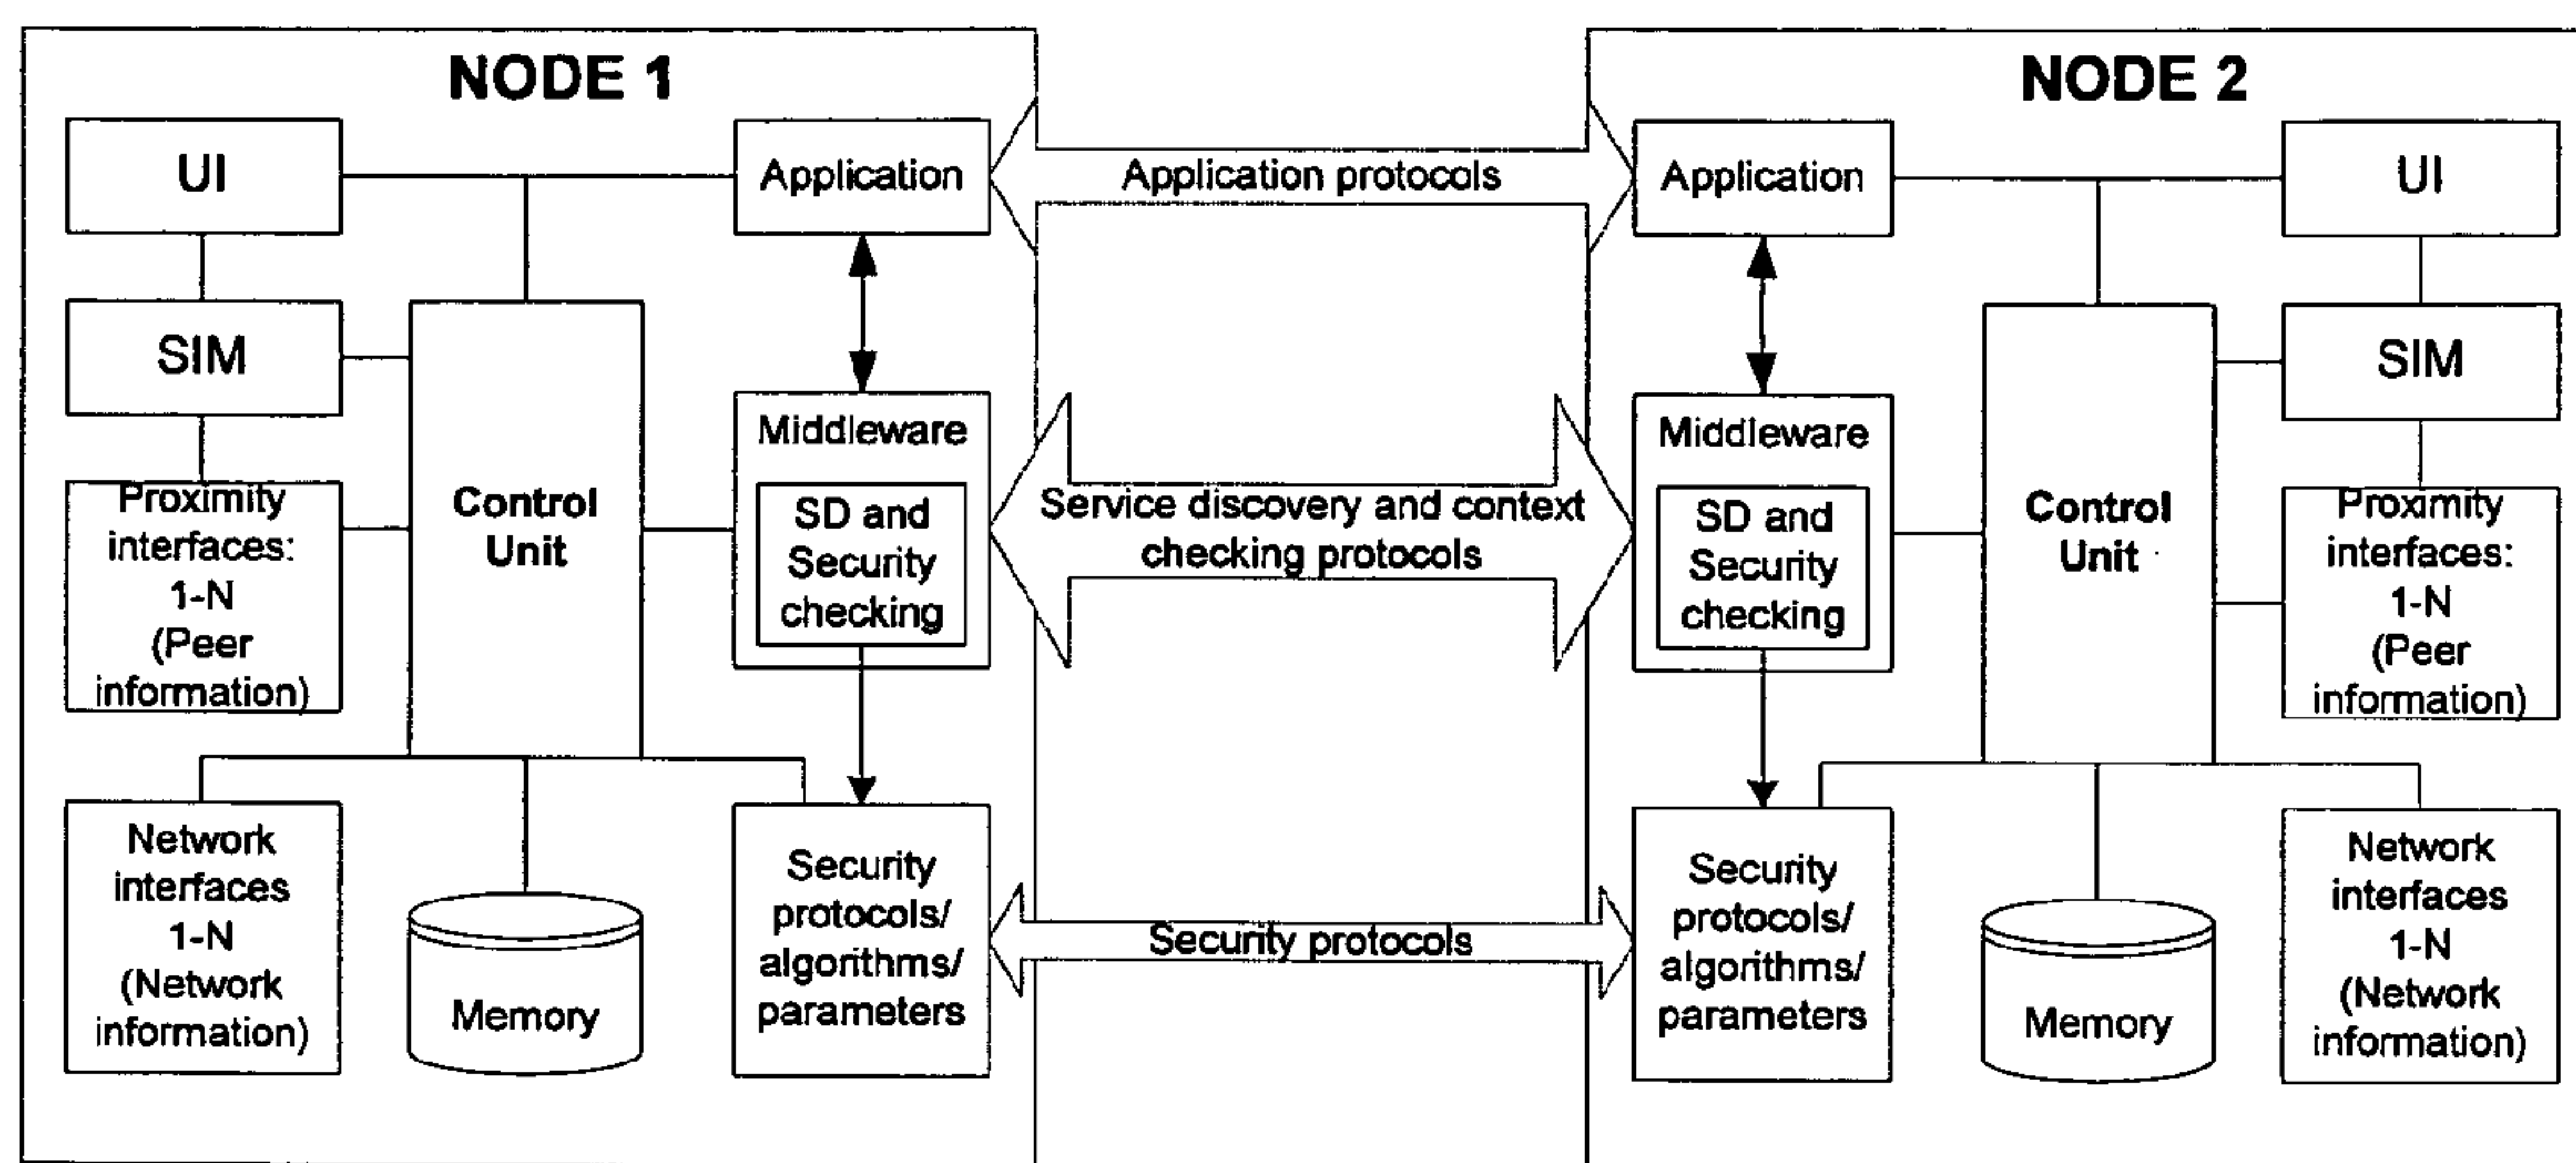 NODE 1
UI
Application
SIM
Control
Unit
Middleware
SD and
Security
checking
Proximity
interfaces:
1-N
(Peer
information)
Network
interfaces
1-N
(Network
information)
Memory
Security
protocols/
algorithms/
parameters
Application protocols
Service discovery and context
checking protocols
Security protocols
NODE 2
Application
UI
Middleware
SD and
Security
checking
Control
Unit
SIM
Proximity
interfaces:
1-N
(Peer
information)
Security
protocols/
algorithms/
parameters
Memory
Network
interfaces
1-N
(Network
information)